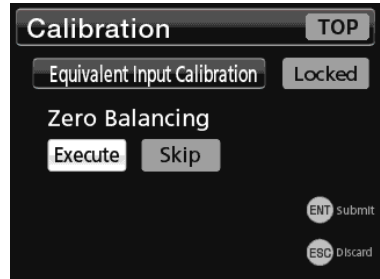 Calibration TOP
Equivalent Input Calibration Locked
Zero Balancing
Execute Skip
ENT Submit
ESC Discard